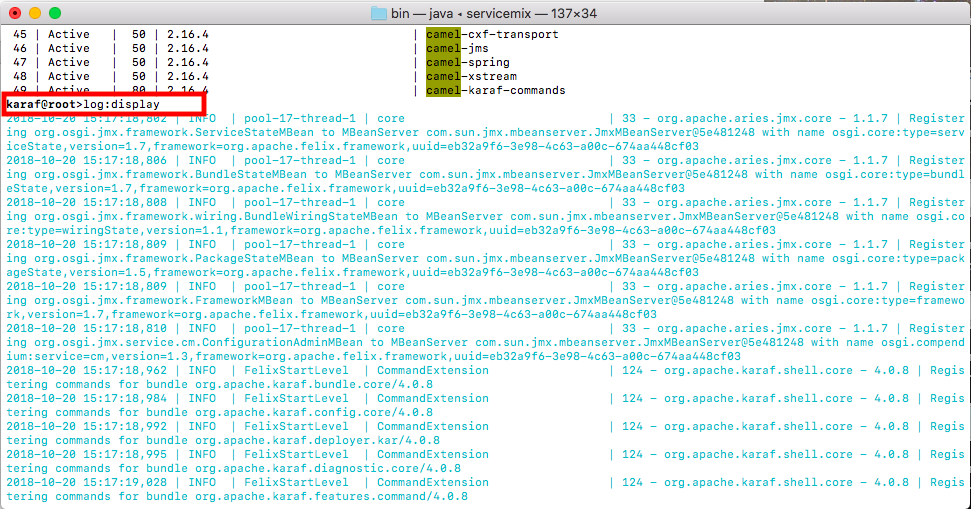 bin — java ◂ servicemix — 137×34
45 | Active   |  50 | 2.16.4                             | camel-cxf-transport
46 | Active   |  50 | 2.16.4                             | camel-jms
47 | Active   |  50 | 2.16.4                             | camel-spring
48 | Active   |  50 | 2.16.4                             | camel-xstream
49 | Active   |  80 | 2.16.4                             | camel-karaf-commands
karaf@root>log:display
2018-10-20 15:17:18,802 | INFO  | pool-17-thread-1 | core                             | 33 - org.apache.aries.jmx.core - 1.1.7 | Register
ing org.osgi.jmx.framework.ServiceStateMBean to MBeanServer com.sun.jmx.mbeanserver.JmxMBeanServer@5e481248 with name osgi.core:type=serv
iceState,version=1.7,framework=org.apache.felix.framework,uuid=eb32a9f6-3e98-4c63-a00c-674aa448cf03
2018-10-20 15:17:18,806 | INFO  | pool-17-thread-1 | core                             | 33 - org.apache.aries.jmx.core - 1.1.7 | Register
ing org.osgi.jmx.framework.BundleStateMBean to MBeanServer com.sun.jmx.mbeanserver.JmxMBeanServer@5e481248 with name osgi.core:type=bundl
eState,version=1.7,framework=org.apache.felix.framework,uuid=eb32a9f6-3e98-4c63-a00c-674aa448cf03
2018-10-20 15:17:18,808 | INFO  | pool-17-thread-1 | core                             | 33 - org.apache.aries.jmx.core - 1.1.7 | Register
ing org.osgi.jmx.framework.wiring.BundleWiringStateMBean to MBeanServer com.sun.jmx.mbeanserver.JmxMBeanServer@5e481248 with name osgi.co
re:type=wiringState,version=1.1,framework=org.apache.felix.framework,uuid=eb32a9f6-3e98-4c63-a00c-674aa448cf03
2018-10-20 15:17:18,809 | INFO  | pool-17-thread-1 | core                             | 33 - org.apache.aries.jmx.core - 1.1.7 | Register
ing org.osgi.jmx.framework.PackageStateMBean to MBeanServer com.sun.jmx.mbeanserver.JmxMBeanServer@5e481248 with name osgi.core:type=pack
ageState,version=1.5,framework=org.apache.felix.framework,uuid=eb32a9f6-3e98-4c63-a00c-674aa448cf03
2018-10-20 15:17:18,809 | INFO  | pool-17-thread-1 | core                             | 33 - org.apache.aries.jmx.core - 1.1.7 | Register
ing org.osgi.jmx.framework.FrameworkMBean to MBeanServer com.sun.jmx.mbeanserver.JmxMBeanServer@5e481248 with name osgi.core:type=framewo
rk,version=1.7,framework=org.apache.felix.framework,uuid=eb32a9f6-3e98-4c63-a00c-674aa448cf03
2018-10-20 15:17:18,810 | INFO  | pool-17-thread-1 | core                             | 33 - org.apache.aries.jmx.core - 1.1.7 | Register
ing org.osgi.jmx.service.cm.ConfigurationAdminMBean to MBeanServer com.sun.jmx.mbeanserver.JmxMBeanServer@5e481248 with name osgi.compend
ium:service=cm,version=1.3,framework=org.apache.felix.framework,uuid=eb32a9f6-3e98-4c63-a00c-674aa448cf03
2018-10-20 15:17:18,962 | INFO  | FelixStartLevel  | CommandExtension                 | 124 - org.apache.karaf.shell.core - 4.0.8 | Regis
tering commands for bundle org.apache.karaf.bundle.core/4.0.8
2018-10-20 15:17:18,984 | INFO  | FelixStartLevel  | CommandExtension                 | 124 - org.apache.karaf.shell.core - 4.0.8 | Regis
tering commands for bundle org.apache.karaf.config.core/4.0.8
2018-10-20 15:17:18,992 | INFO  | FelixStartLevel  | CommandExtension                 | 124 - org.apache.karaf.shell.core - 4.0.8 | Regis
tering commands for bundle org.apache.karaf.deployer.kar/4.0.8
2018-10-20 15:17:18,995 | INFO  | FelixStartLevel  | CommandExtension                 | 124 - org.apache.karaf.shell.core - 4.0.8 | Regis
tering commands for bundle org.apache.karaf.diagnostic.core/4.0.8
2018-10-20 15:17:19,028 | INFO  | FelixStartLevel  | CommandExtension                 | 124 - org.apache.karaf.shell.core - 4.0.8 | Regis
tering commands for bundle org.apache.karaf.features.command/4.0.8